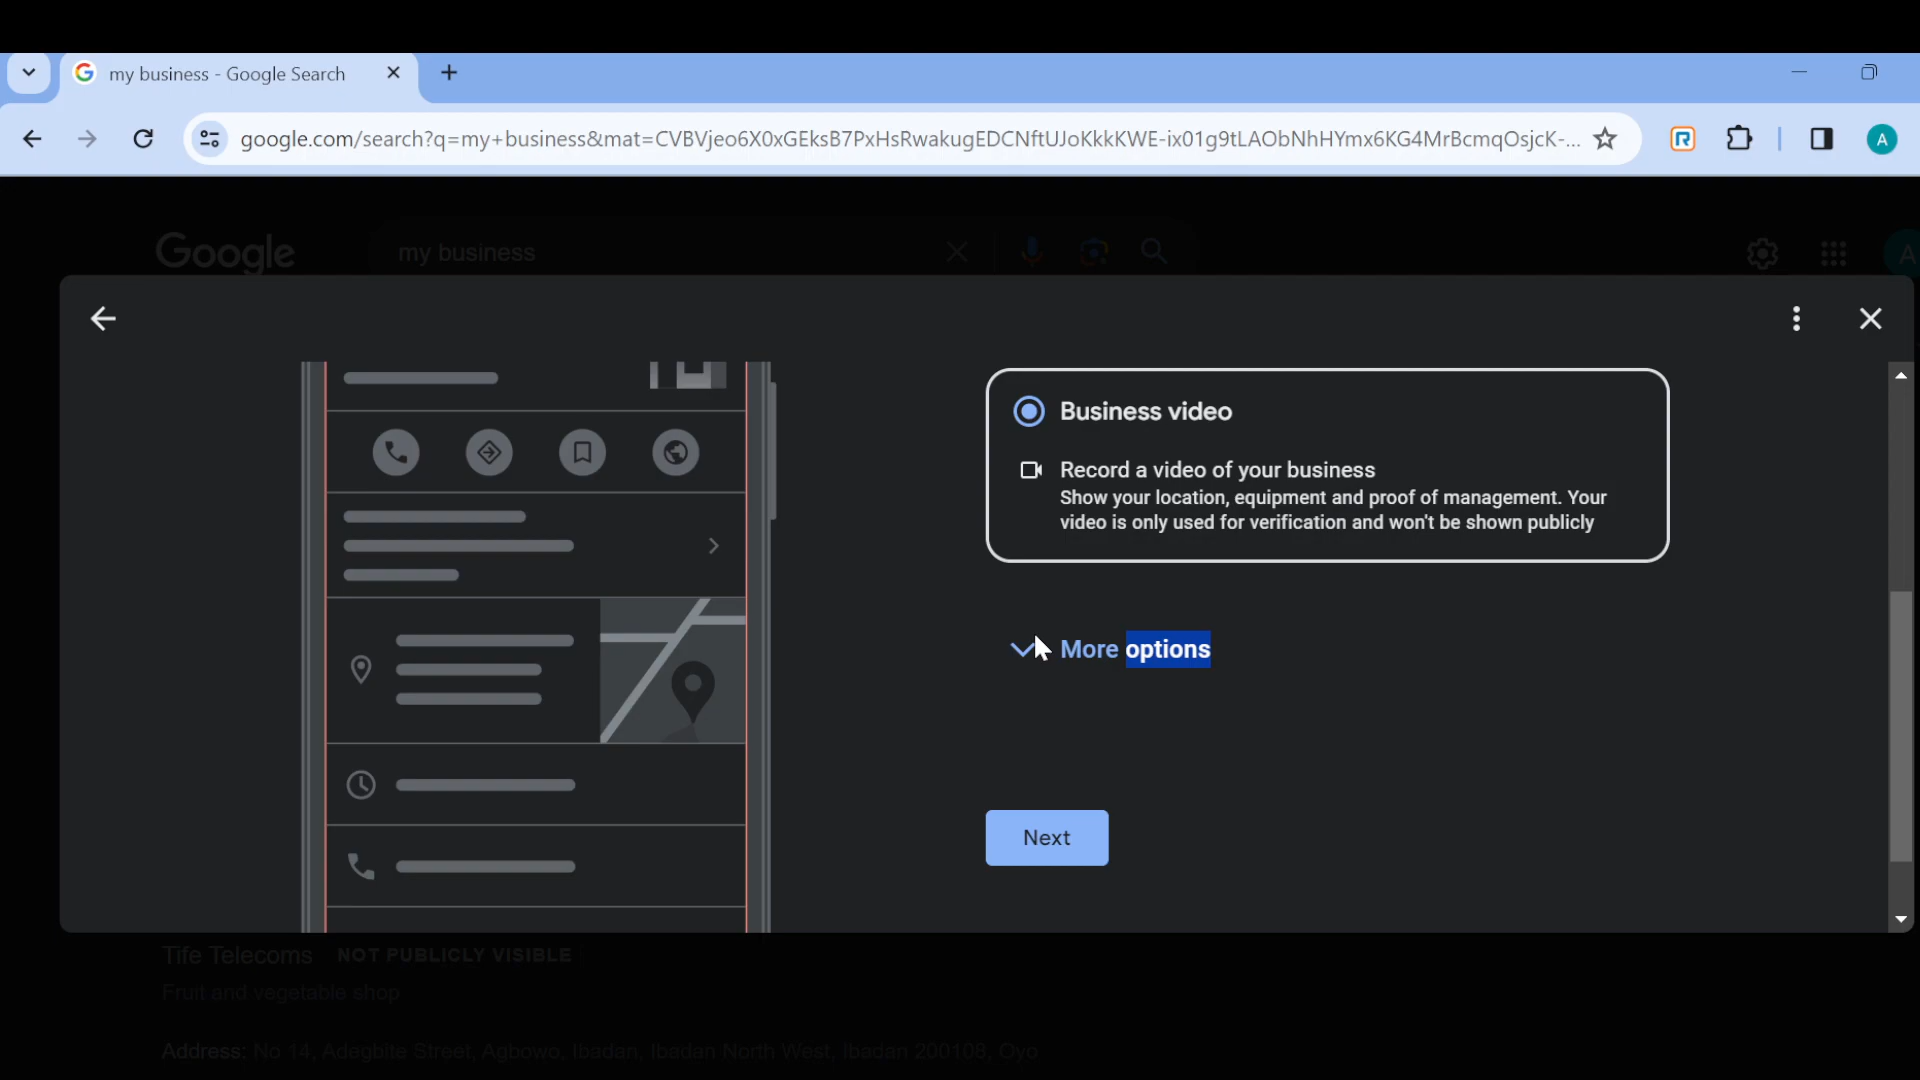 my business - Google Search
google.com/search?q=my+business&mat=CVBVjeo6X0xGEksB7PxHsRwakugEDCNftUJoKkkKWE-ix01g9tLAObNhHYmx6KG4MrBcmqOsjcK-...
A
Google
my business
A
Business video
Record a video of your business
Show your location, equipment and proof of management. Your
video is only used for verification and won't be shown publicly
More options
Next
Tife Telecoms NOT PUBLICLY VISIBLE
Fruit and vegetable shop
Address: No 14, Adegbite Street, Agbowo, Ibadan, Ibadan North West, Ibadan 200106, Oyo